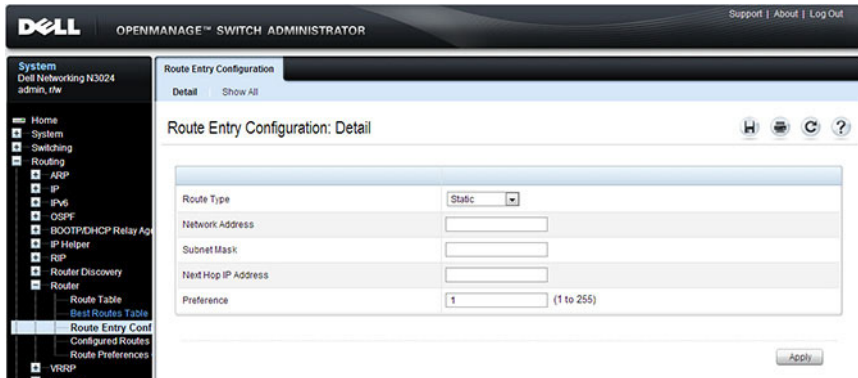 Support | About | Log Out
DELL OPENMANAGE™ SWITCH ADMINISTRATOR
System
Dell Networking N3024
admin, r/w
Home
System
Switching
Routing
ARP
IP
IPv6
OSPF
BOOTP/DHCP Relay Age
IP Helper
RIP
Router Discovery
Router
Route Table
Best Routes Table
Route Entry Conf
Configured Routes
Route Preferences
VRRP
Route Entry Configuration
Detail Show All
Route Entry Configuration: Detail
Route Type Static
Network Address
Subnet Mask
Next Hop IP Address
Preference 1 (1 to 255)
Apply